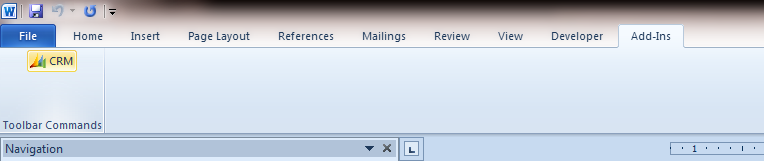 W
File Home Insert Page Layout References Mailings Review View Developer Add-Ins
CRM
Toolbar Commands
Navigation
L
1